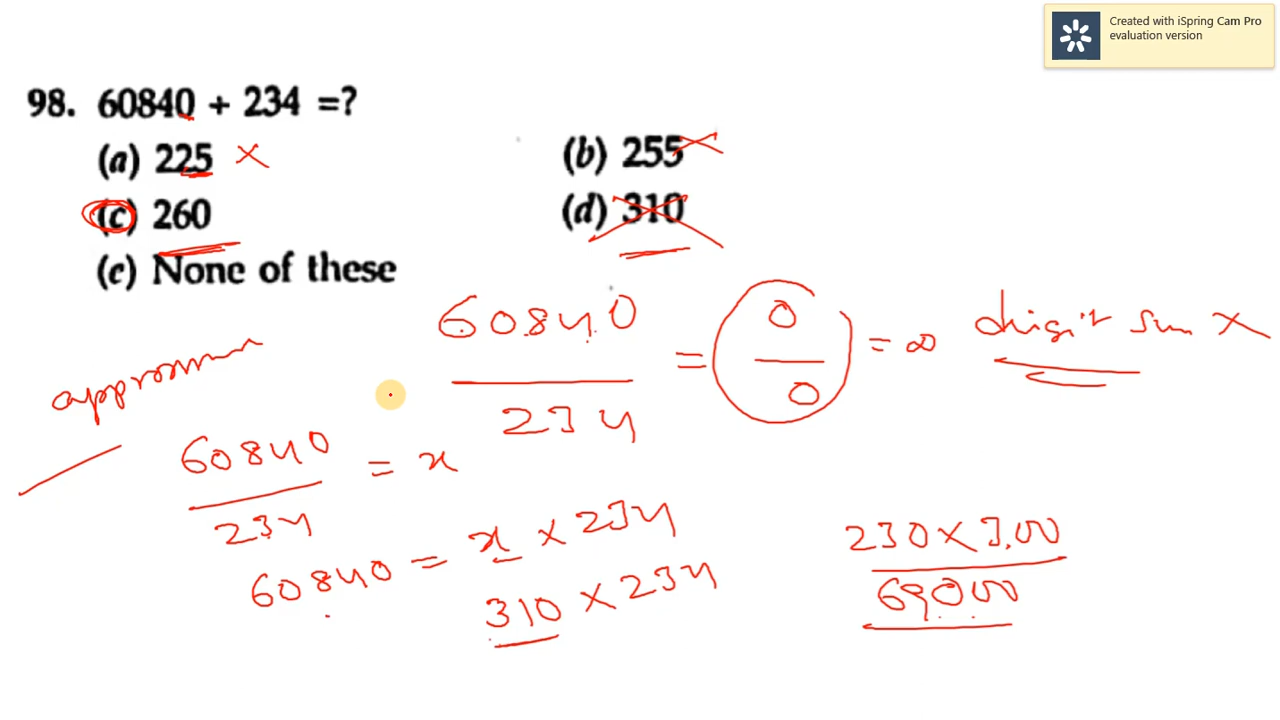 Created with iSpring Cam Pro
evaluation version
98. 60840 + 234 =?
(a) 225 ×
(b) 255 ×
(c) 260
(d) 310
(e) None of these
60840 / 234 = 0 / 0 = ∞ digit sum ×
60840 / 234 = x
60840 = x × 234
310 × 234
230 × 300
69000